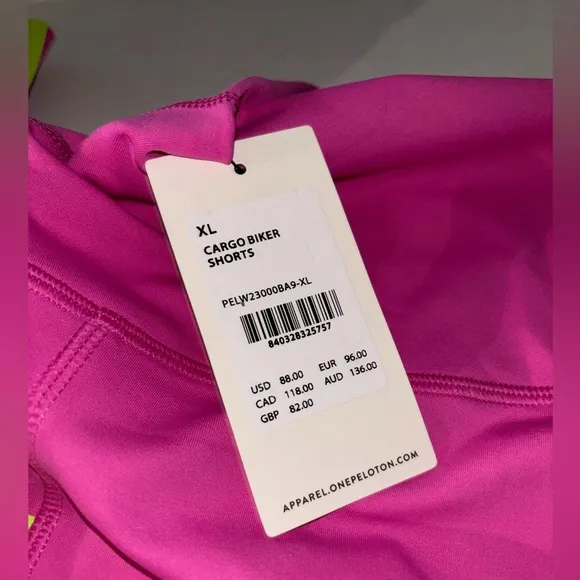 XL
CARGO BIKER
SHORTS
PELW23000BA9-XL
840328325757
USD 88.00 EUR 96.00
CAD 118.00 AUD 136.00
GBP 82.00
APPAREL.ONEPELOTON.COM